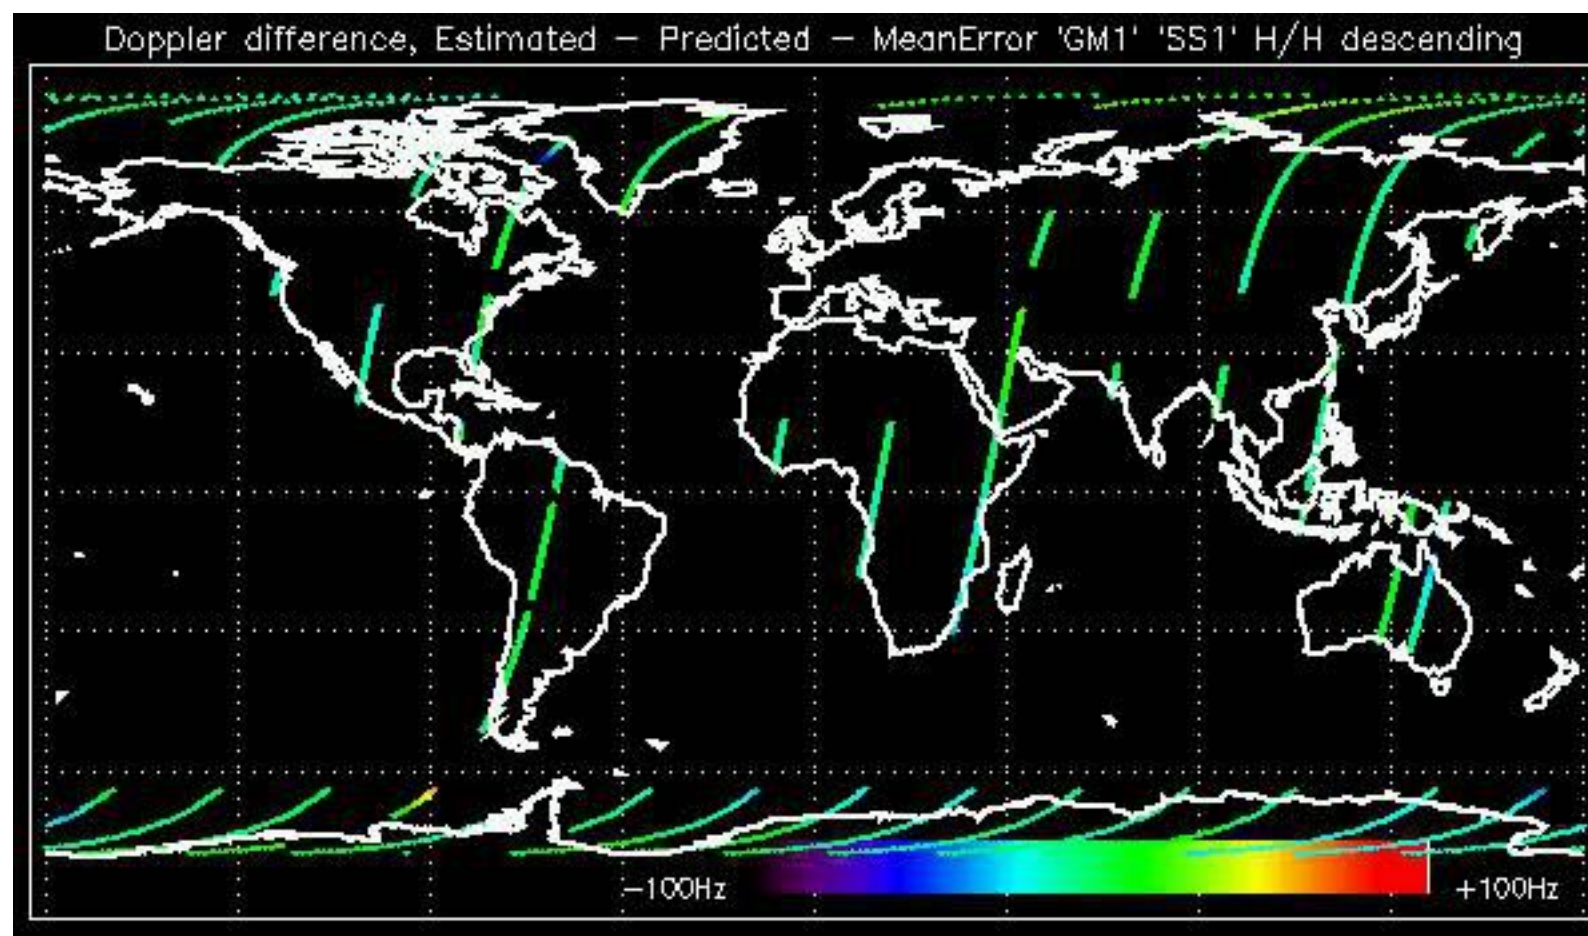 Doppler difference, Estimated – Predicted – MeanError 'GM1' 'SS1' H/H descending
–100Hz +100Hz